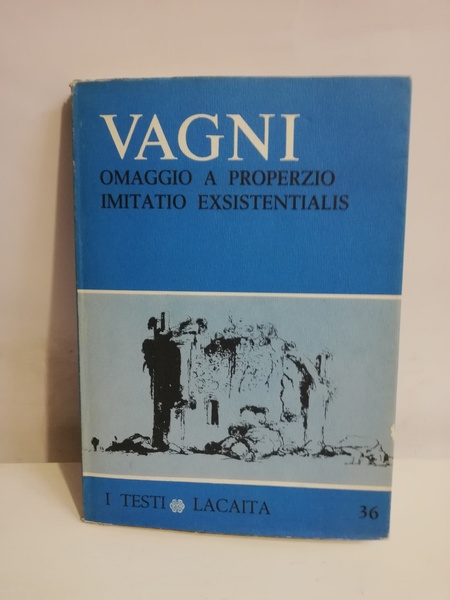 VAGNI
OMAGGIO A PROPERZIO
IMITATIO EXSISTENTIALIS
I TESTI LACAITA 36